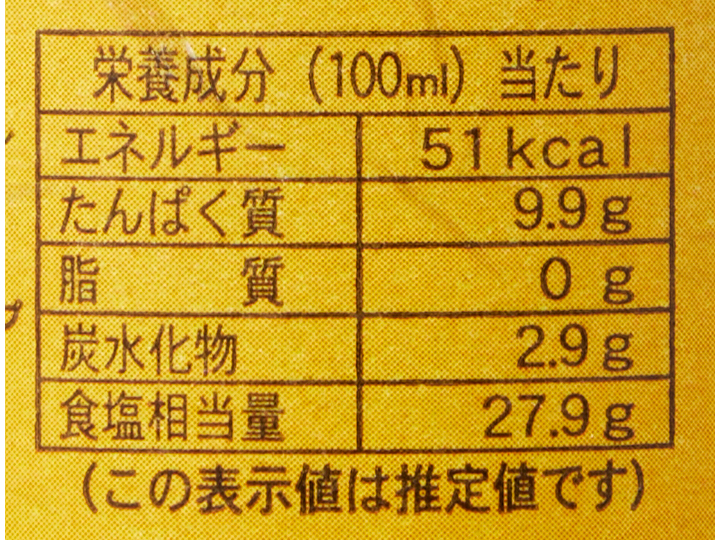 栄養成分（100ml）当たり
エネルギー 51kcal
たんぱく質 9.9g
脂質 0g
炭水化物 2.9g
食塩相当量 27.9g
（この表示値は推定値です）